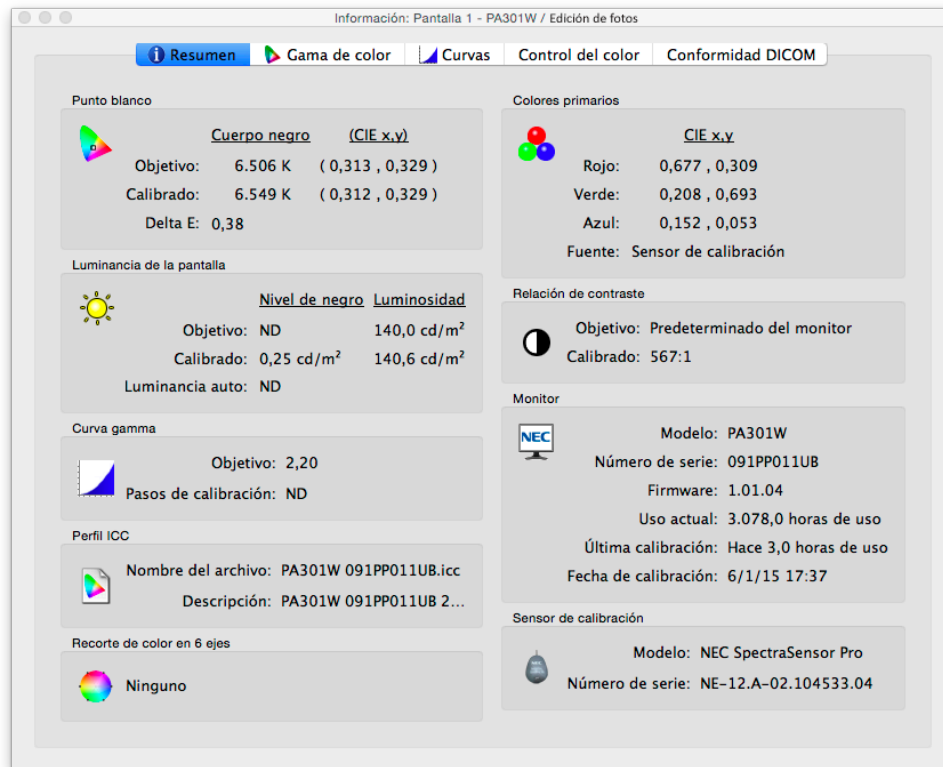 Información: Pantalla 1 - PA301W / Edición de fotos
Resumen
Gama de color
Curvas
Control del color
Conformidad DICOM
Punto blanco
Cuerpo negro (CIE x,y)
Objetivo: 6.506 K ( 0,313 , 0,329 )
Calibrado: 6.549 K ( 0,312 , 0,329 )
Delta E: 0,38
Luminancia de la pantalla
Nivel de negro Luminosidad
Objetivo: ND 140,0 cd/m²
Calibrado: 0,25 cd/m² 140,6 cd/m²
Luminancia auto: ND
Curva gamma
Objetivo: 2,20
Pasos de calibración: ND
Perfil ICC
Nombre del archivo: PA301W 091PP011UB.icc
Descripción: PA301W 091PP011UB 2...
Recorte de color en 6 ejes
Ninguno
Colores primarios
CIE x,y
Rojo: 0,677 , 0,309
Verde: 0,208 , 0,693
Azul: 0,152 , 0,053
Fuente: Sensor de calibración
Relación de contraste
Objetivo: Predeterminado del monitor
Calibrado: 567:1
Monitor
NEC
Modelo: PA301W
Número de serie: 091PP011UB
Firmware: 1.01.04
Uso actual: 3.078,0 horas de uso
Última calibración: Hace 3,0 horas de uso
Fecha de calibración: 6/1/15 17:37
Sensor de calibración
NEC
Modelo: NEC SpectraSensor Pro
Número de serie: NE-12.A-02.104533.04